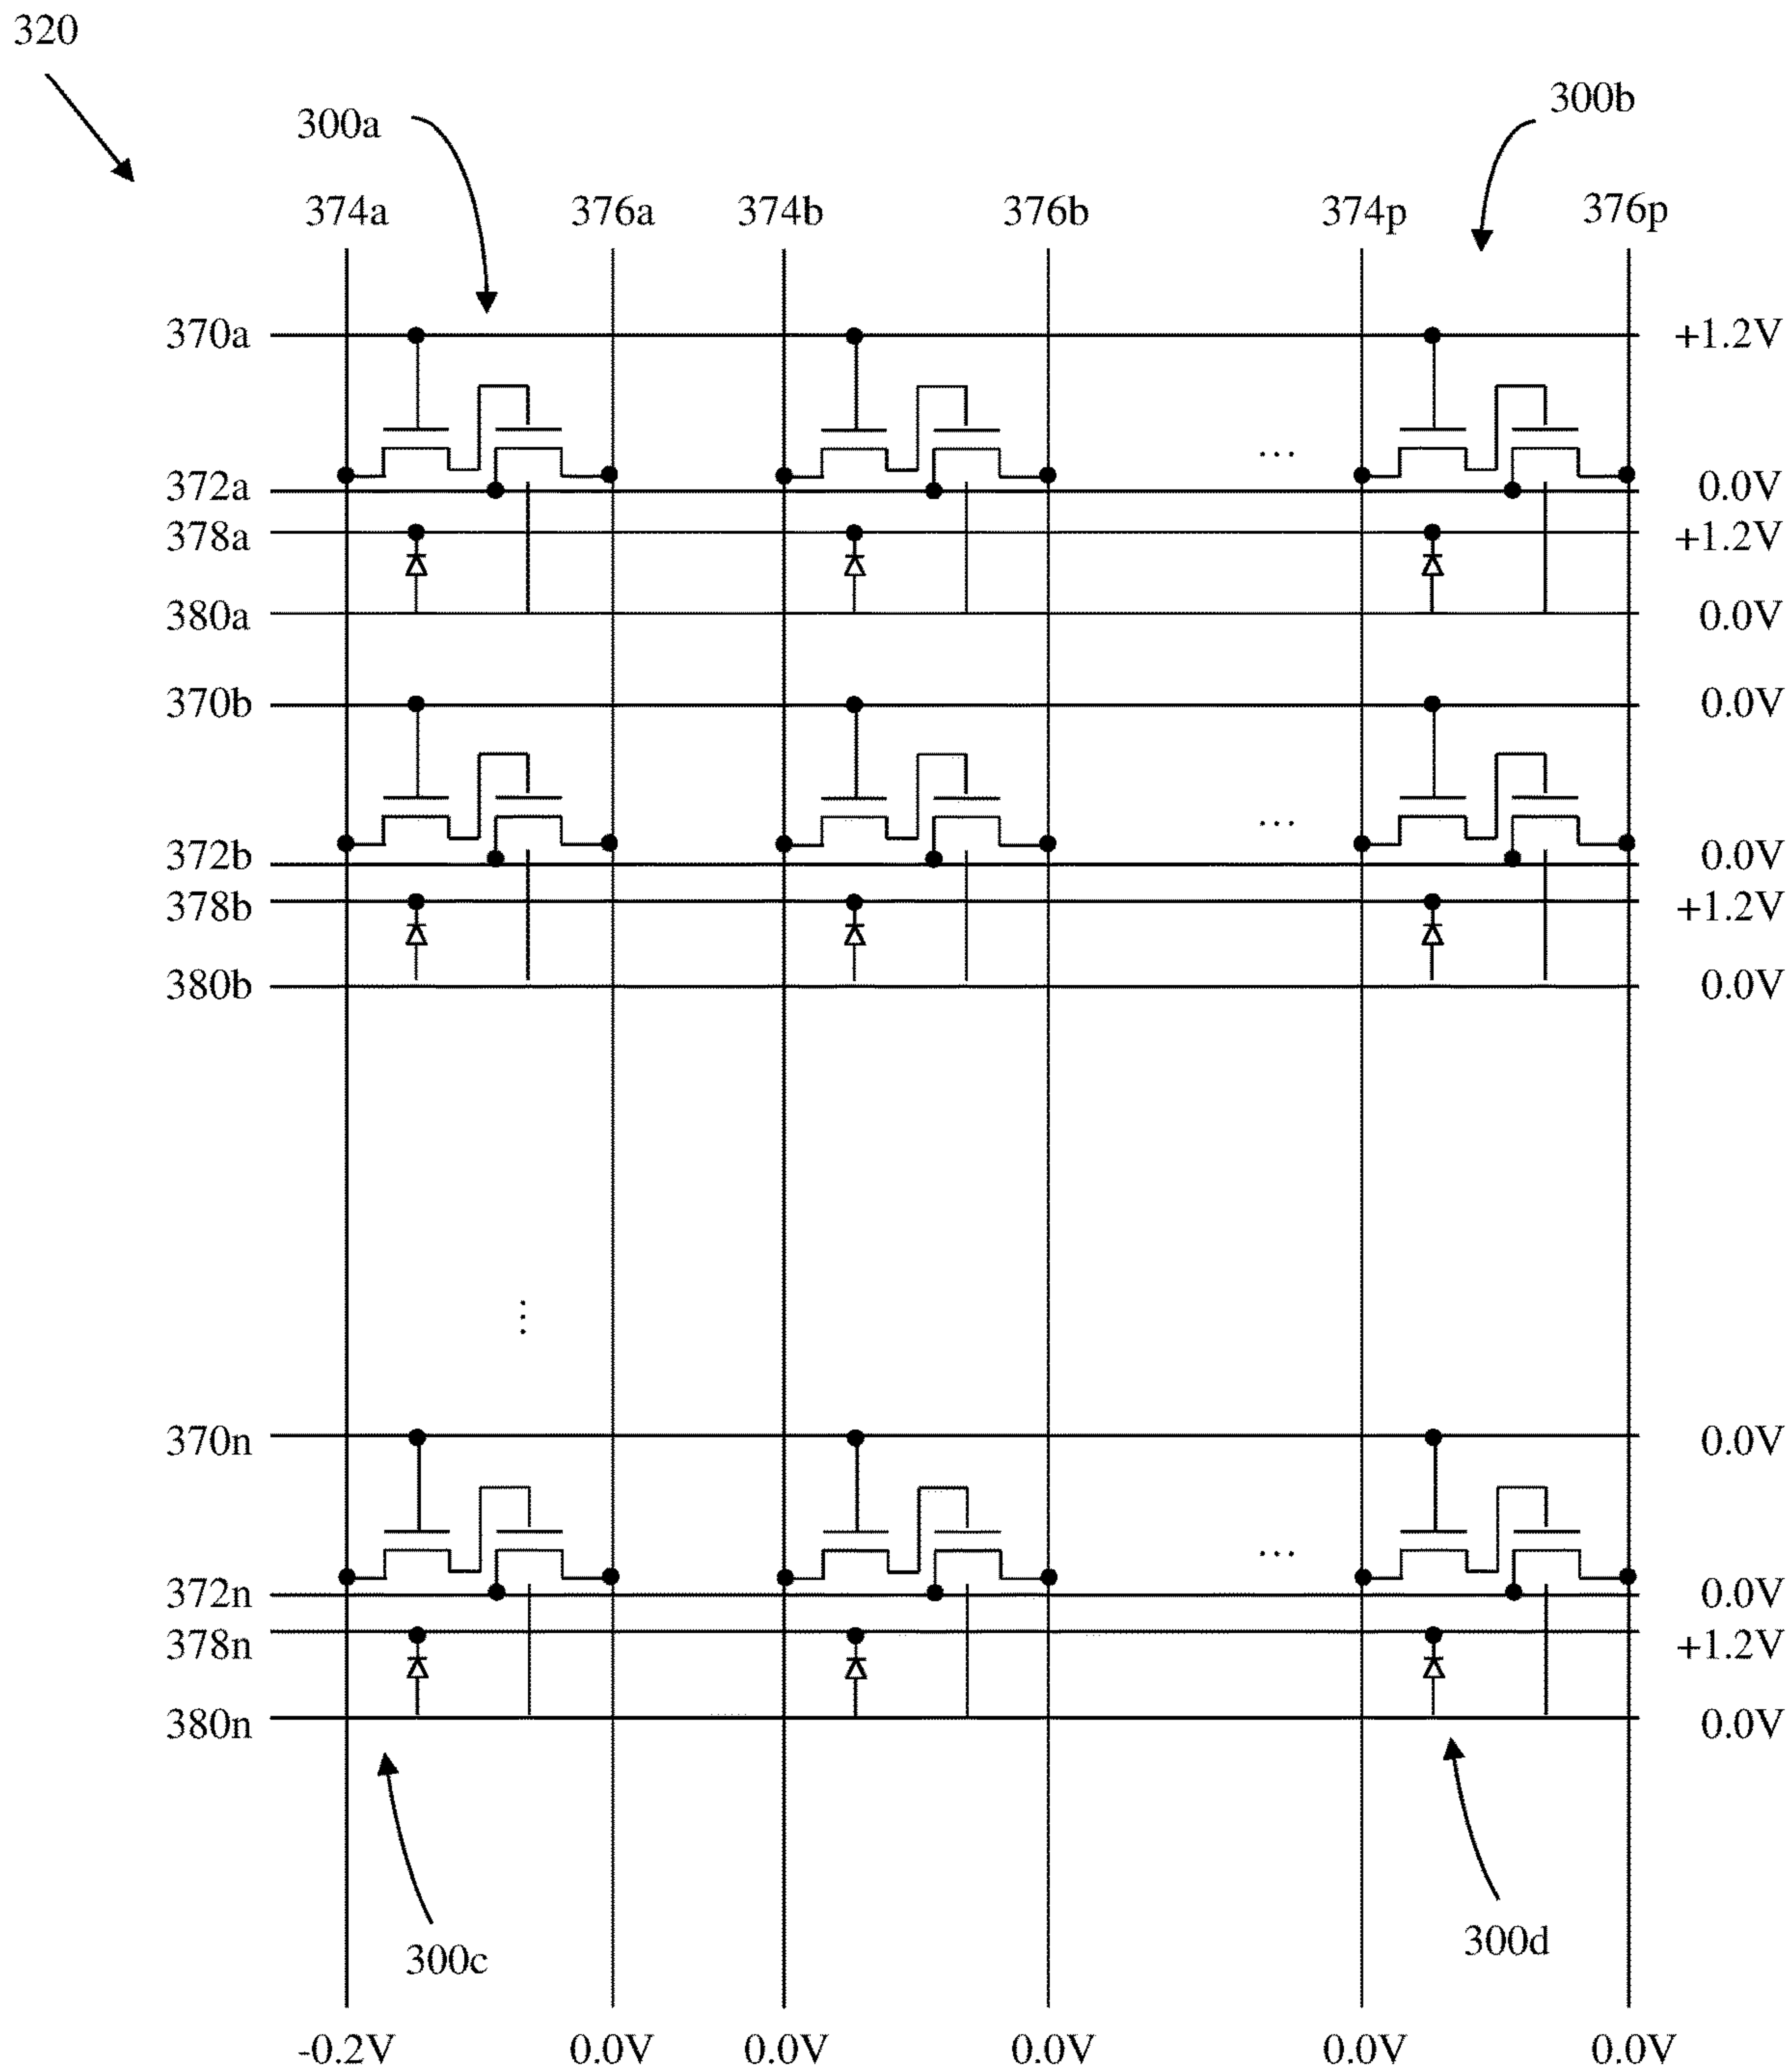 320
300a
300b
374a 376a 374b 376b 374p 376p
370a +1.2V
...
372a 0.0V
378a +1.2V
380a 0.0V
370b 0.0V
...
372b 0.0V
378b +1.2V
380b 0.0V
...
370n 0.0V
...
372n 0.0V
378n +1.2V
380n 0.0V
300c
300d
-0.2V 0.0V 0.0V 0.0V 0.0V 0.0V